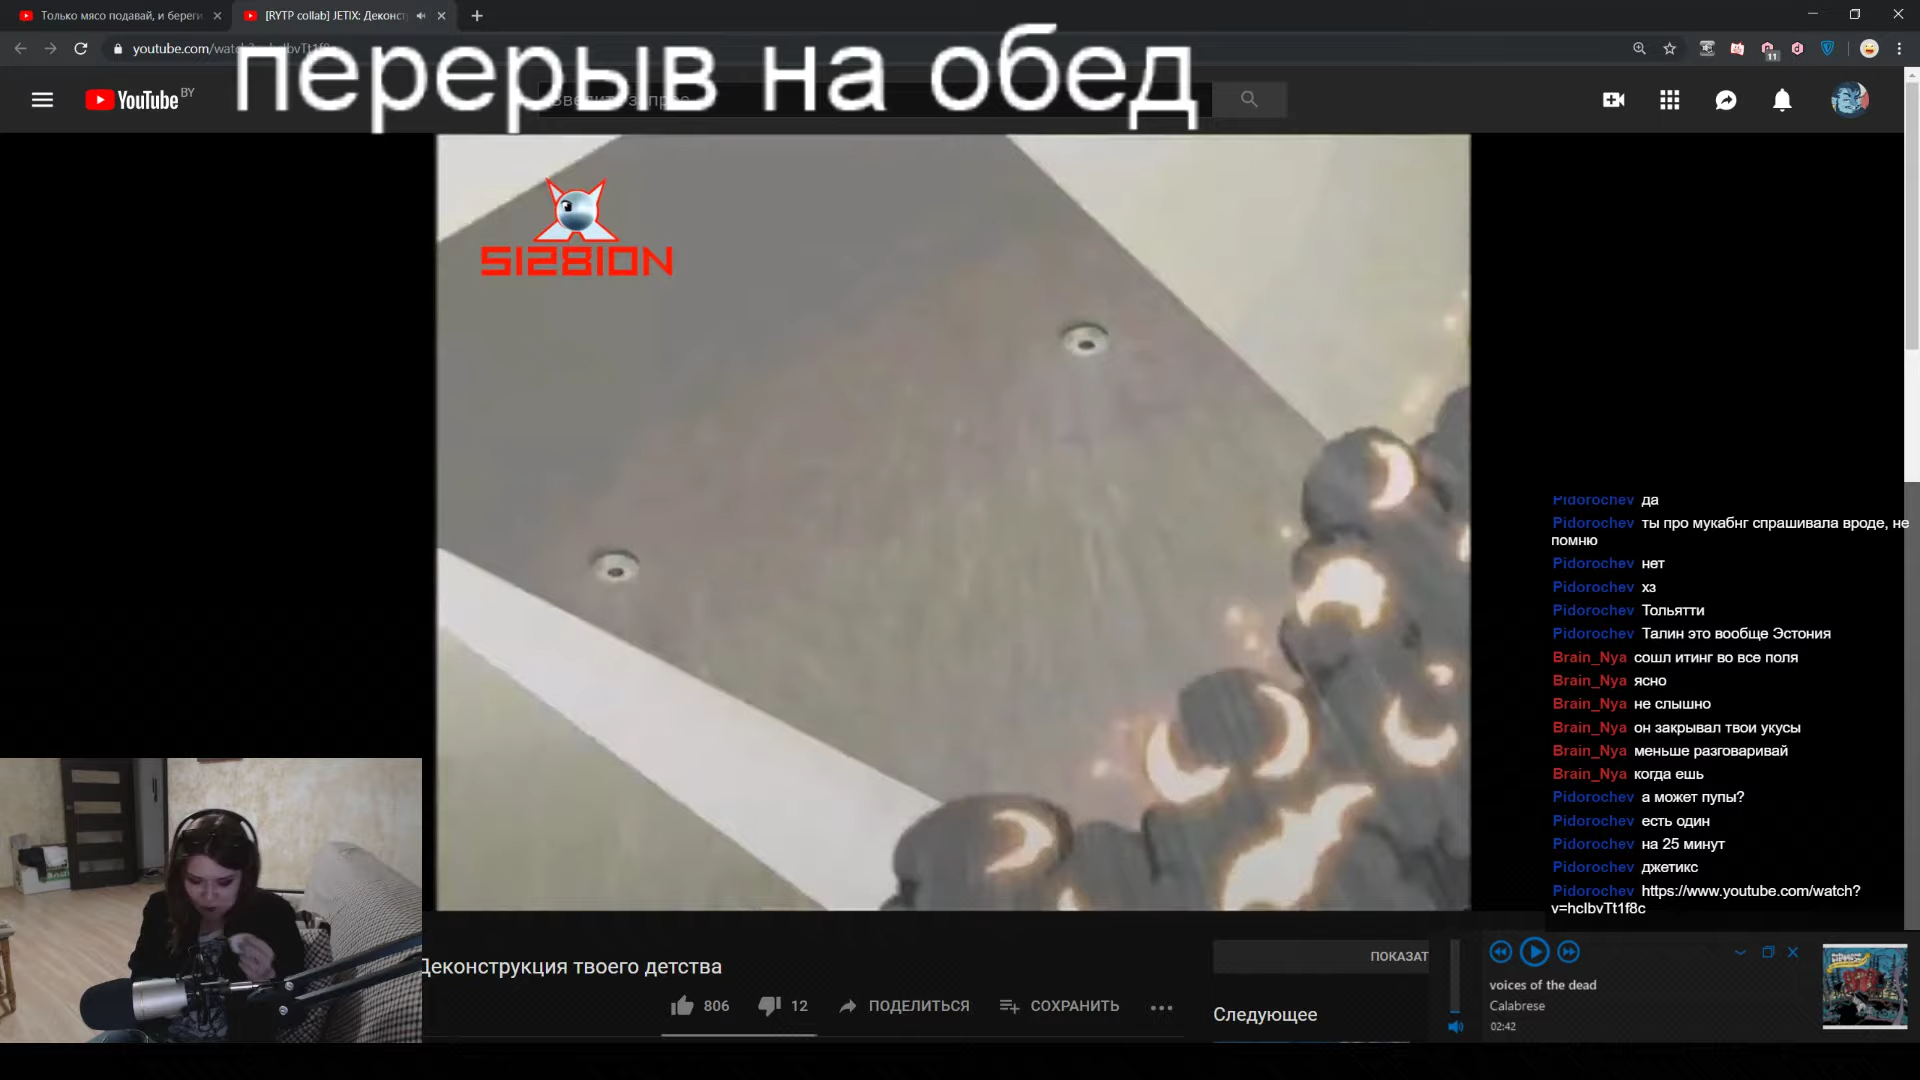 Только мясо подавай, и береги
[RYTP collab] JETIX: Деконст
youtube.com/wat
11
перерыв на обед
YouTube BY
SI28ION
Pidorochev да
Pidorochev ты про мукабнг спрашивала вроде, не
помню
Pidorochev нет
Pidorochev хз
Pidorochev Тольятти
Pidorochev Талин это вообще Эстония
Brain_Nya сошл итинг во все поля
Brain_Nya ясно
Brain_Nya не слышно
Brain_Nya он закрывал твои укусы
Brain_Nya меньше разговаривай
Brain_Nya когда ешь
Pidorochev а может пупы?
Pidorochev есть один
Pidorochev на 25 минут
Pidorochev джетикс
Pidorochev https://www.youtube.com/watch?
v=hcIbvTt1f8c
Деконструкция твоего детства
806
12
ПОДЕЛИТЬСЯ
СОХРАНИТЬ
ПОКАЗАТ
Следующее
voices of the dead
Calabrese
02:42